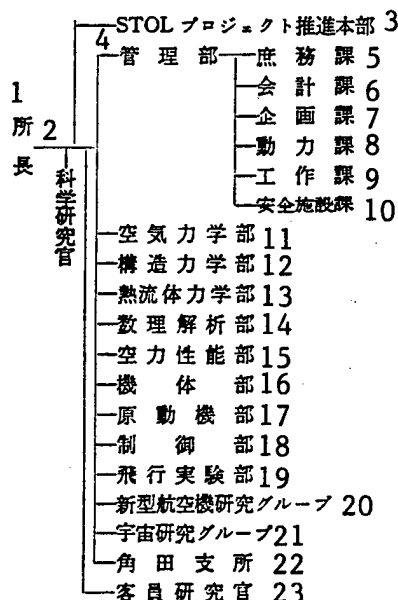 STOL プロジェクト推進本部 3
4
管理部 庶務課 5
会計課 6
1 企画課 7
所長 2 動力課 8
工作課 9
科学研究官 安全施設課 10
空気力学部 11
構造力学部 12
熱流体力学部 13
数理解析部 14
空力性能部 15
機体部 16
原動機部 17
制御部 18
飛行実験部 19
新型航空機研究グループ 20
宇宙研究グループ 21
角田支所 22
客員研究官 23